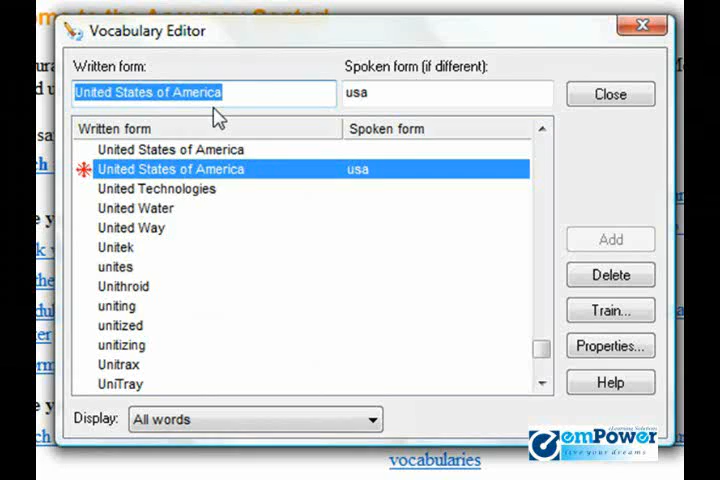 Vocabulary Editor
Written form:
Spoken form (if different):
United States of America
usa
Close
Written form
Spoken form
United States of America
United States of America
usa
United Technologies
United Water
United Way
Unitek
unites
Unithroid
uniting
unitized
unitizing
Unitrax
UniTray
Add
Delete
Train...
Properties...
Help
Display:
All words
eLearning Solutions
emPower
live your dreams
vocabularies